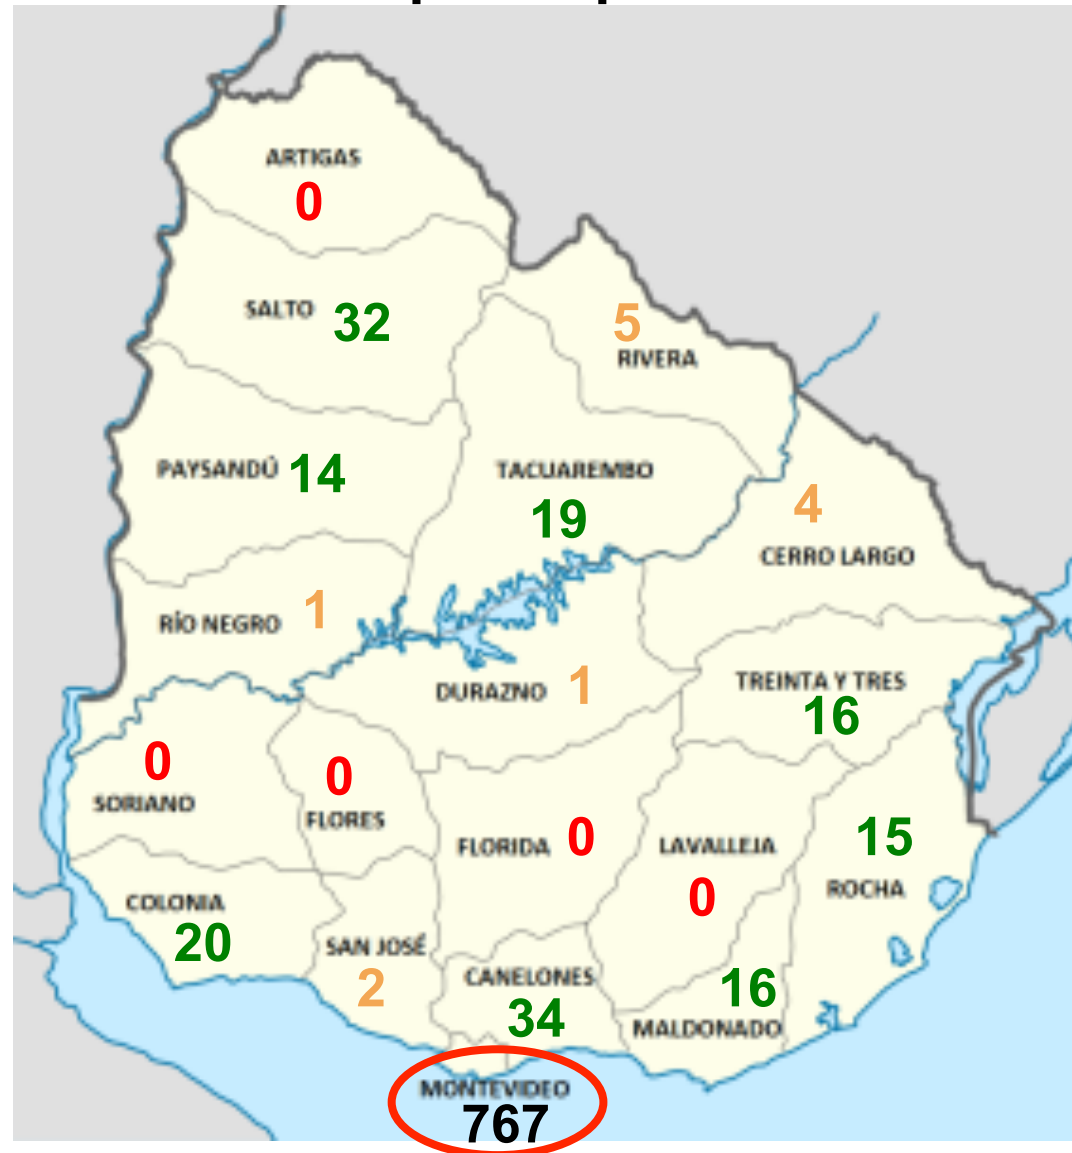 ARTIGAS
0
SALTO 32
5
RIVERA
PAYSANDÚ 14
TACUAREMBO
19
4
CERRO LARGO
RÍO NEGRO 1
DURAZNO 1
TREINTA Y TRES
16
0
SORIANO
0
FLORES
FLORIDA 0
LAVALLEJA
0
15
ROCHA
COLONIA
20
SAN JOSÉ
2
CANELONES
34
16
MALDONADO
MONTEVIDEO
767